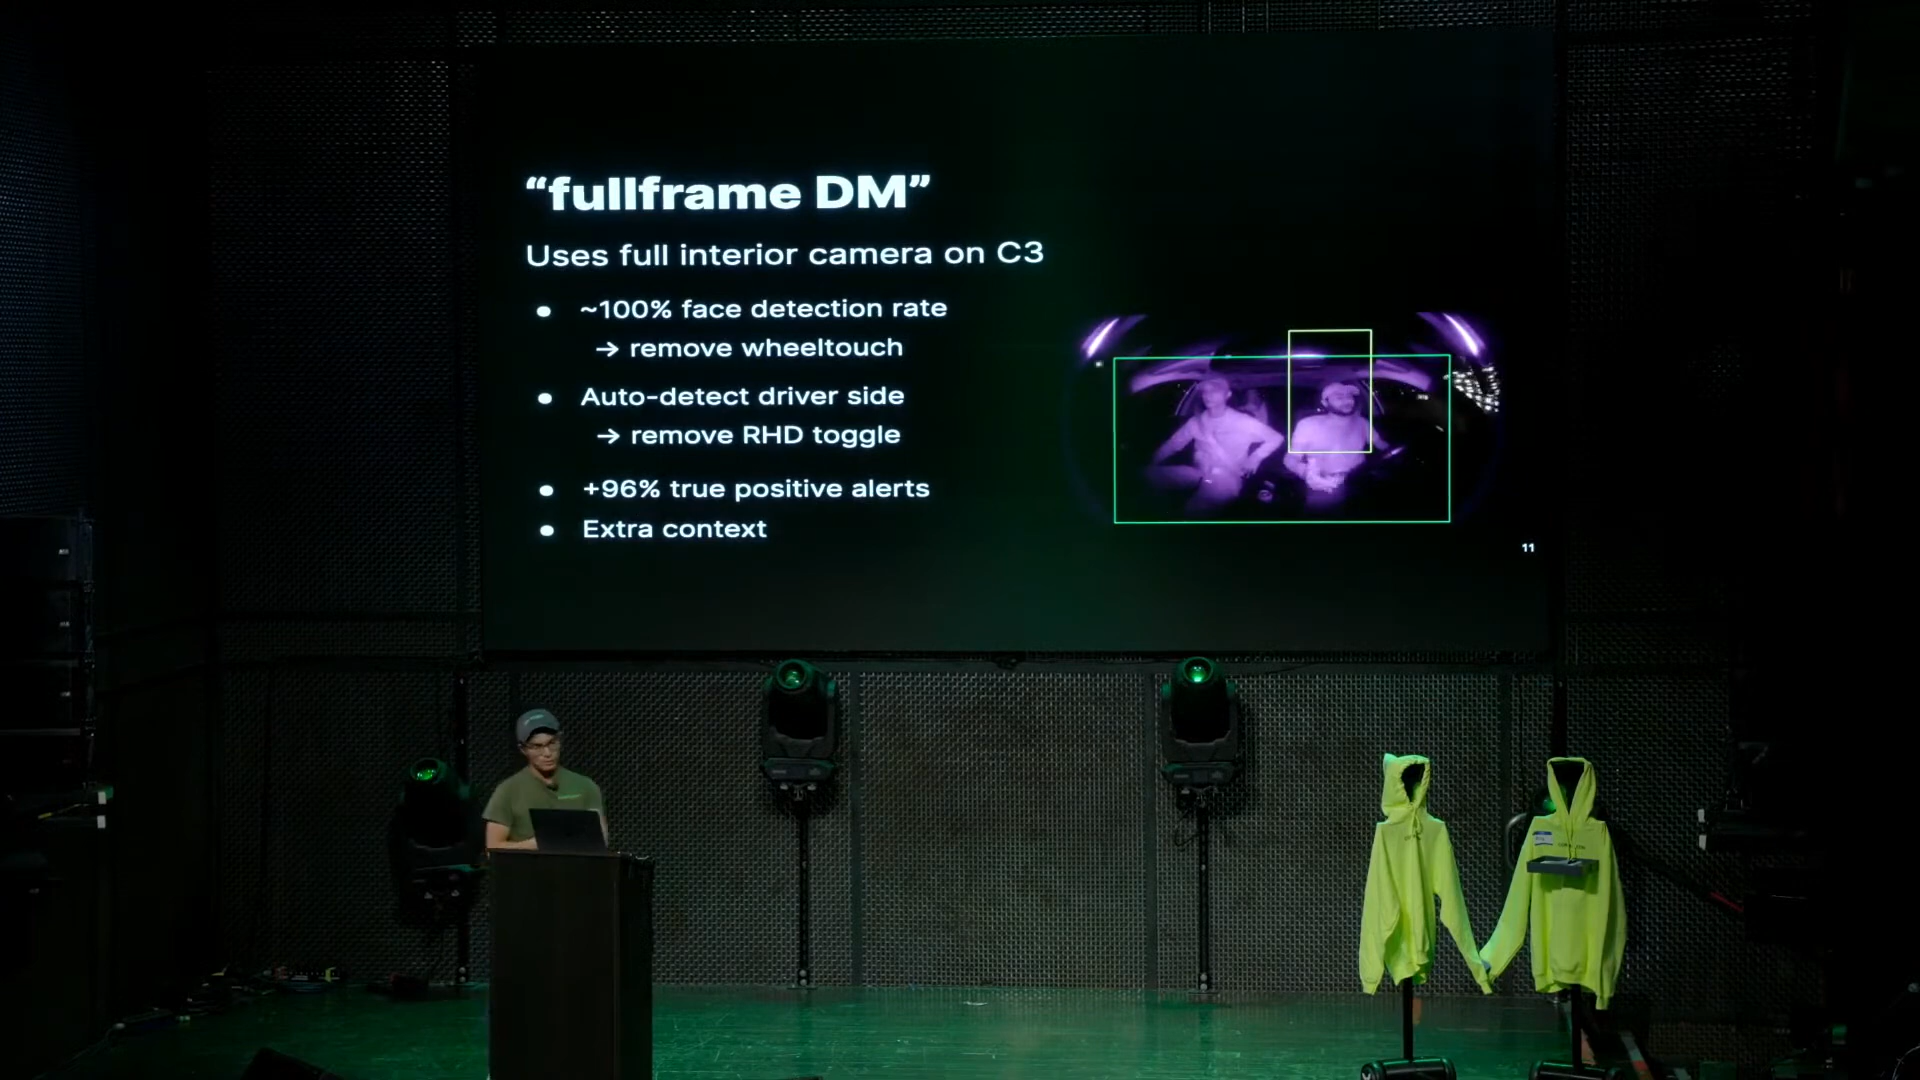 “fullframe DM”
Uses full interior camera on C3
● ~100% face detection rate
→ remove wheeltouch
● Auto-detect driver side
→ remove RHD toggle
● +96% true positive alerts
● Extra context
11